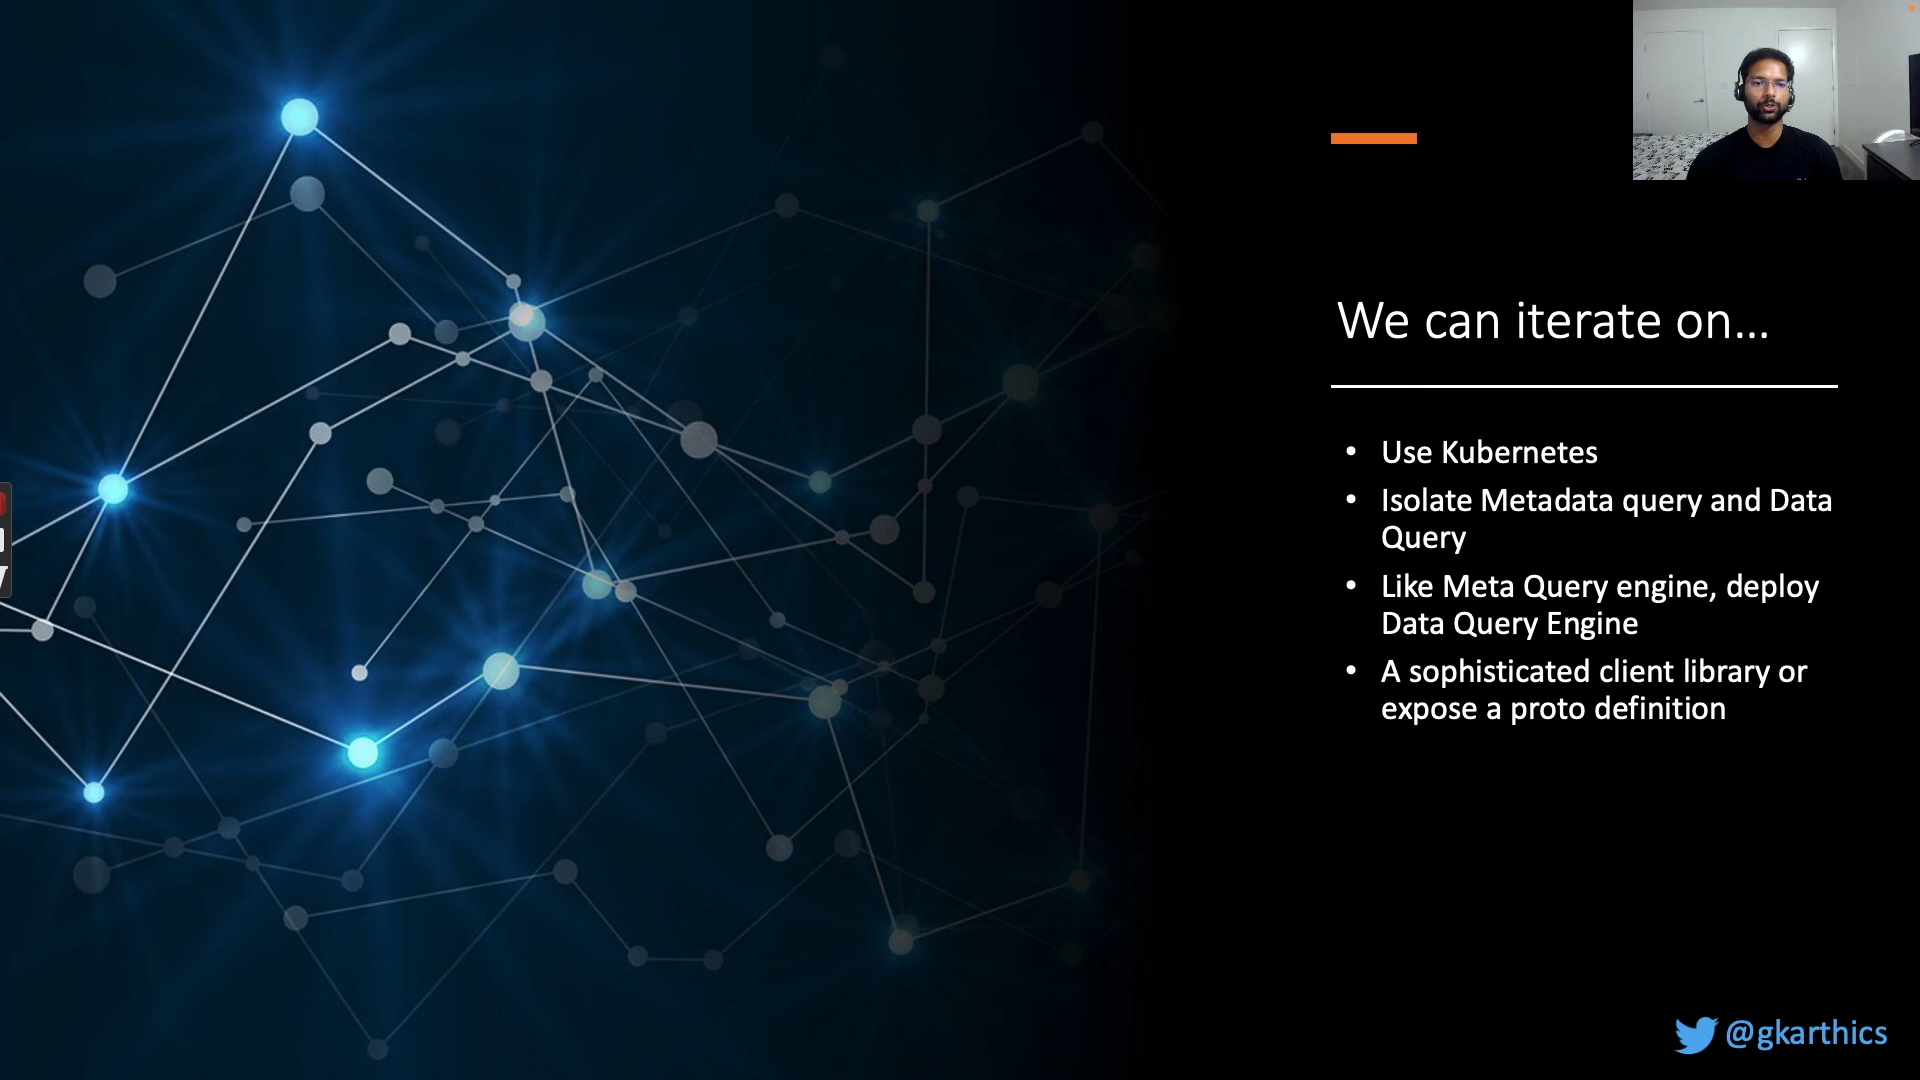 We can iterate on...
• Use Kubernetes
• Isolate Metadata query and Data
Query
• Like Meta Query engine, deploy
Data Query Engine
• A sophisticated client library or
expose a proto definition
@gkarthics